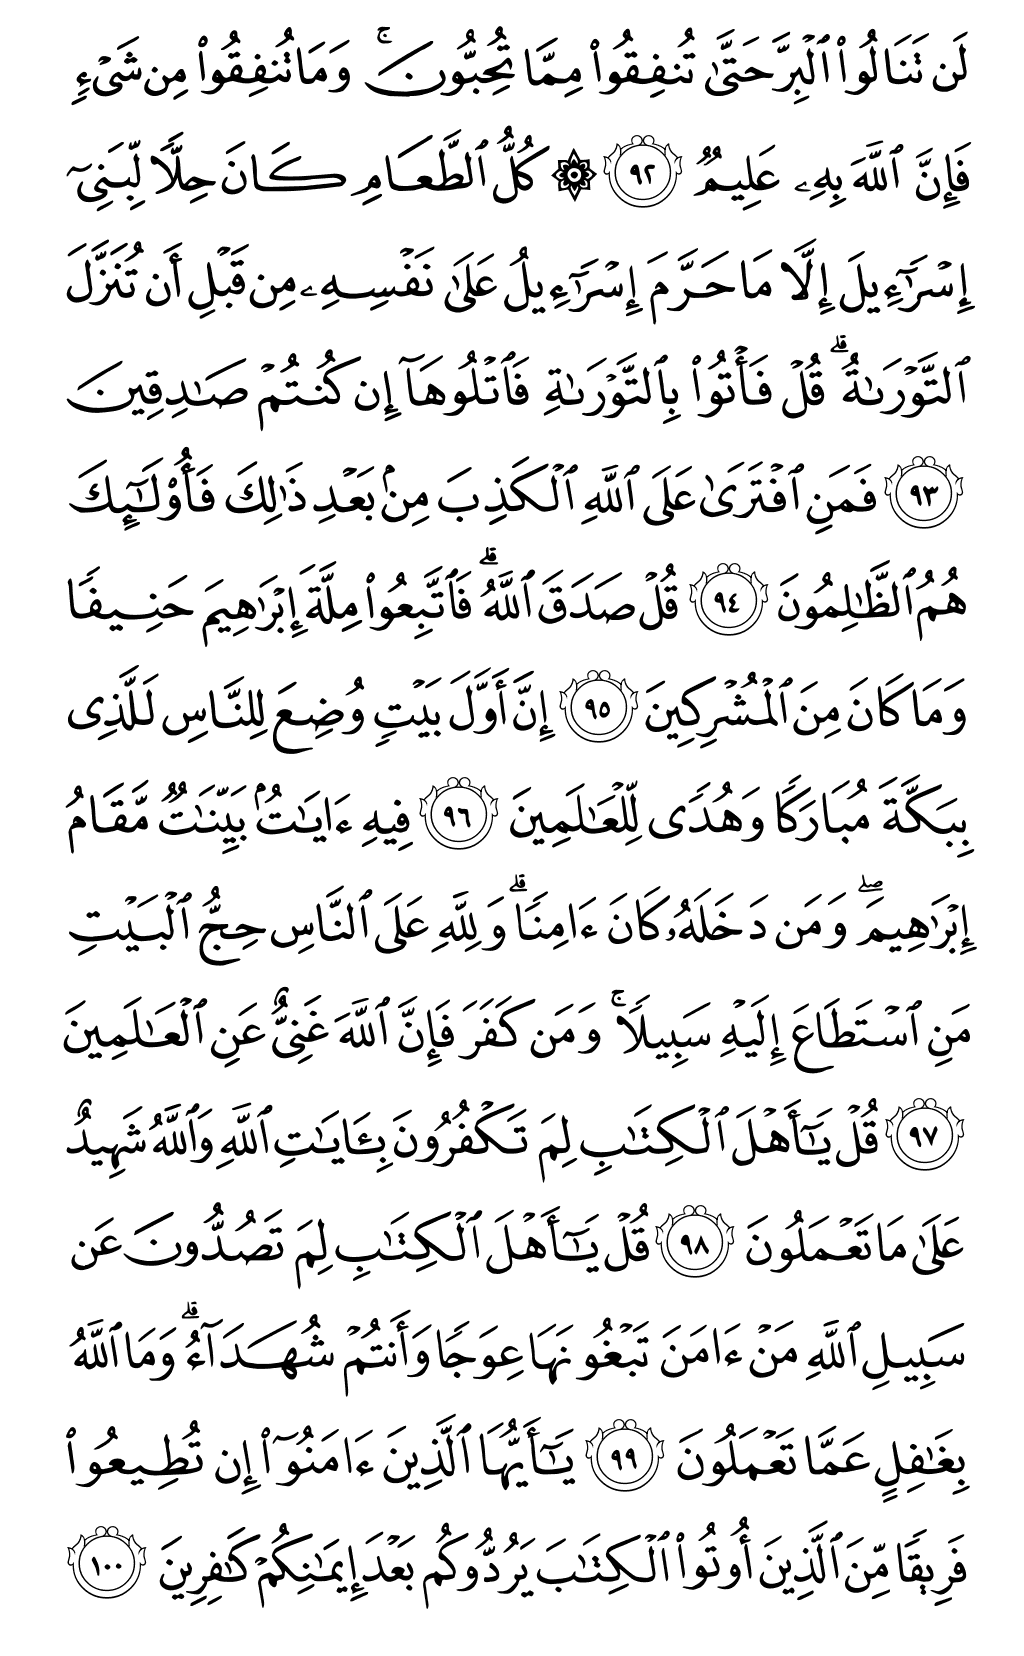 لَن تَنَالُوا۟ ٱلْبِرَّ حَتَّىٰ تُنفِقُوا۟ مِمَّا تُحِبُّونَ ۚ وَمَا تُنفِقُوا۟ مِن شَىْءٍ
فَإِنَّ ٱللَّهَ بِهِۦ عَلِيمٌ ٩٢ ۞ كُلُّ ٱلطَّعَامِ كَانَ حِلًّا لِّبَنِىٓ
إِسْرَٰٓءِيلَ إِلَّا مَا حَرَّمَ إِسْرَٰٓءِيلُ عَلَىٰ نَفْسِهِۦ مِن قَبْلِ أَن تُنَزَّلَ
ٱلتَّوْرَىٰةُ ۗ قُلْ فَأْتُوا۟ بِٱلتَّوْرَىٰةِ فَٱتْلُوهَآ إِن كُنتُمْ صَـٰدِقِينَ
٩٣ فَمَنِ ٱفْتَرَىٰ عَلَى ٱللَّهِ ٱلْكَذِبَ مِنۢ بَعْدِ ذَٰلِكَ فَأُو۟لَـٰٓئِكَ
هُمُ ٱلظَّـٰلِمُونَ ٩٤ قُلْ صَدَقَ ٱللَّهُ ۗ فَٱتَّبِعُوا۟ مِلَّةَ إِبْرَٰهِيمَ حَنِيفًا
وَمَا كَانَ مِنَ ٱلْمُشْرِكِينَ ٩٥ إِنَّ أَوَّلَ بَيْتٍ وُضِعَ لِلنَّاسِ لَلَّذِى
بِبَكَّةَ مُبَارَكًا وَهُدًى لِّلْعَـٰلَمِينَ ٩٦ فِيهِ ءَايَـٰتٌۢ بَيِّنَـٰتٌ مَّقَامُ
إِبْرَٰهِيمَ ۖ وَمَن دَخَلَهُۥ كَانَ ءَامِنًا ۗ وَلِلَّهِ عَلَى ٱلنَّاسِ حِجُّ ٱلْبَيْتِ
مَنِ ٱسْتَطَاعَ إِلَيْهِ سَبِيلًا ۚ وَمَن كَفَرَ فَإِنَّ ٱللَّهَ غَنِىٌّ عَنِ ٱلْعَـٰلَمِينَ
٩٧ قُلْ يَـٰٓأَهْلَ ٱلْكِتَـٰبِ لِمَ تَكْفُرُونَ بِـَٔايَـٰتِ ٱللَّهِ وَٱللَّهُ شَهِيدٌ
عَلَىٰ مَا تَعْمَلُونَ ٩٨ قُلْ يَـٰٓأَهْلَ ٱلْكِتَـٰبِ لِمَ تَصُدُّونَ عَن
سَبِيلِ ٱللَّهِ مَنْ ءَامَنَ تَبْغُونَهَا عِوَجًا وَأَنتُمْ شُهَدَآءُ ۗ وَمَا ٱللَّهُ
بِغَـٰفِلٍ عَمَّا تَعْمَلُونَ ٩٩ يَـٰٓأَيُّهَا ٱلَّذِينَ ءَامَنُوٓا۟ إِن تُطِيعُوا۟
فَرِيقًا مِّنَ ٱلَّذِينَ أُوتُوا۟ ٱلْكِتَـٰبَ يَرُدُّوكُم بَعْدَ إِيمَـٰنِكُمْ كَـٰفِرِينَ ١٠٠